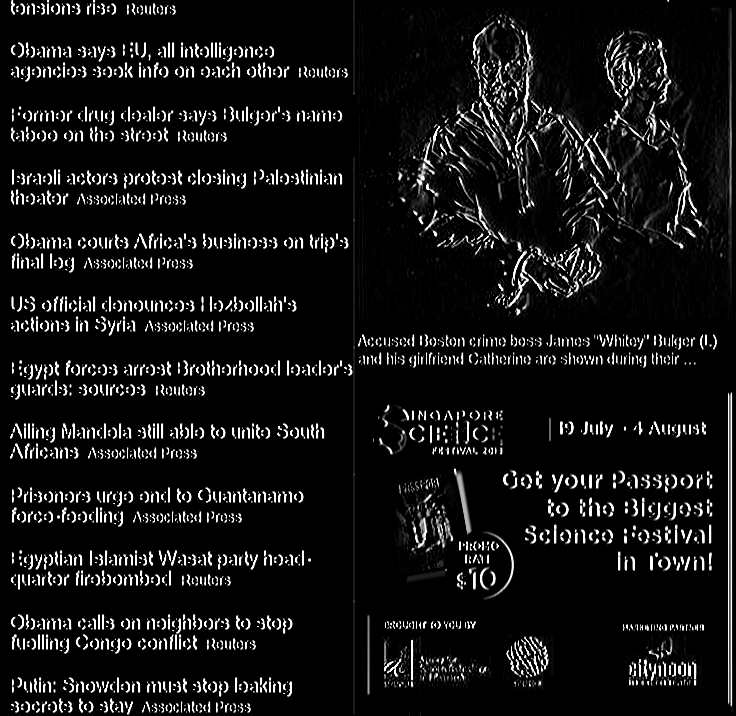 tensions rise Reuters
Obama says EU, all intelligence
agencies seek info on each other Reuters
Former drug dealer says Bulger's name
taboo on the street Reuters
Israeli actors protest closing Palestinian
theater Associated Press
Obama courts Africa's business on trip's
final leg Associated Press
US official denounces Hezbollah's
actions in Syria Associated Press
Egypt forces arrest Brotherhood leader's
guards: sources Reuters
Ailing Mandela still able to unite South
Africans Associated Press
Prisoners urge end to Guantanamo
force-feeding Associated Press
Egyptian Islamist Wasat party head-
quarter firebombed Reuters
Obama calls on neighbors to stop
fuelling Congo conflict Reuters
Putin: Snowden must stop leaking
secrets to stay Associated Press
Accused Boston crime boss James "Whitey" Bulger (L)
and his girlfriend Catherine are shown during their ...
SINGAPORE
SCIENCE
FESTIVAL 2013
19 July - 4 August
Get your Passport
to the Biggest
Science Festival
in Town!
PASSPORT
PROMO
RATE
$10
BROUGHT TO YOU BY
MARKETING PARTNER
citynoon